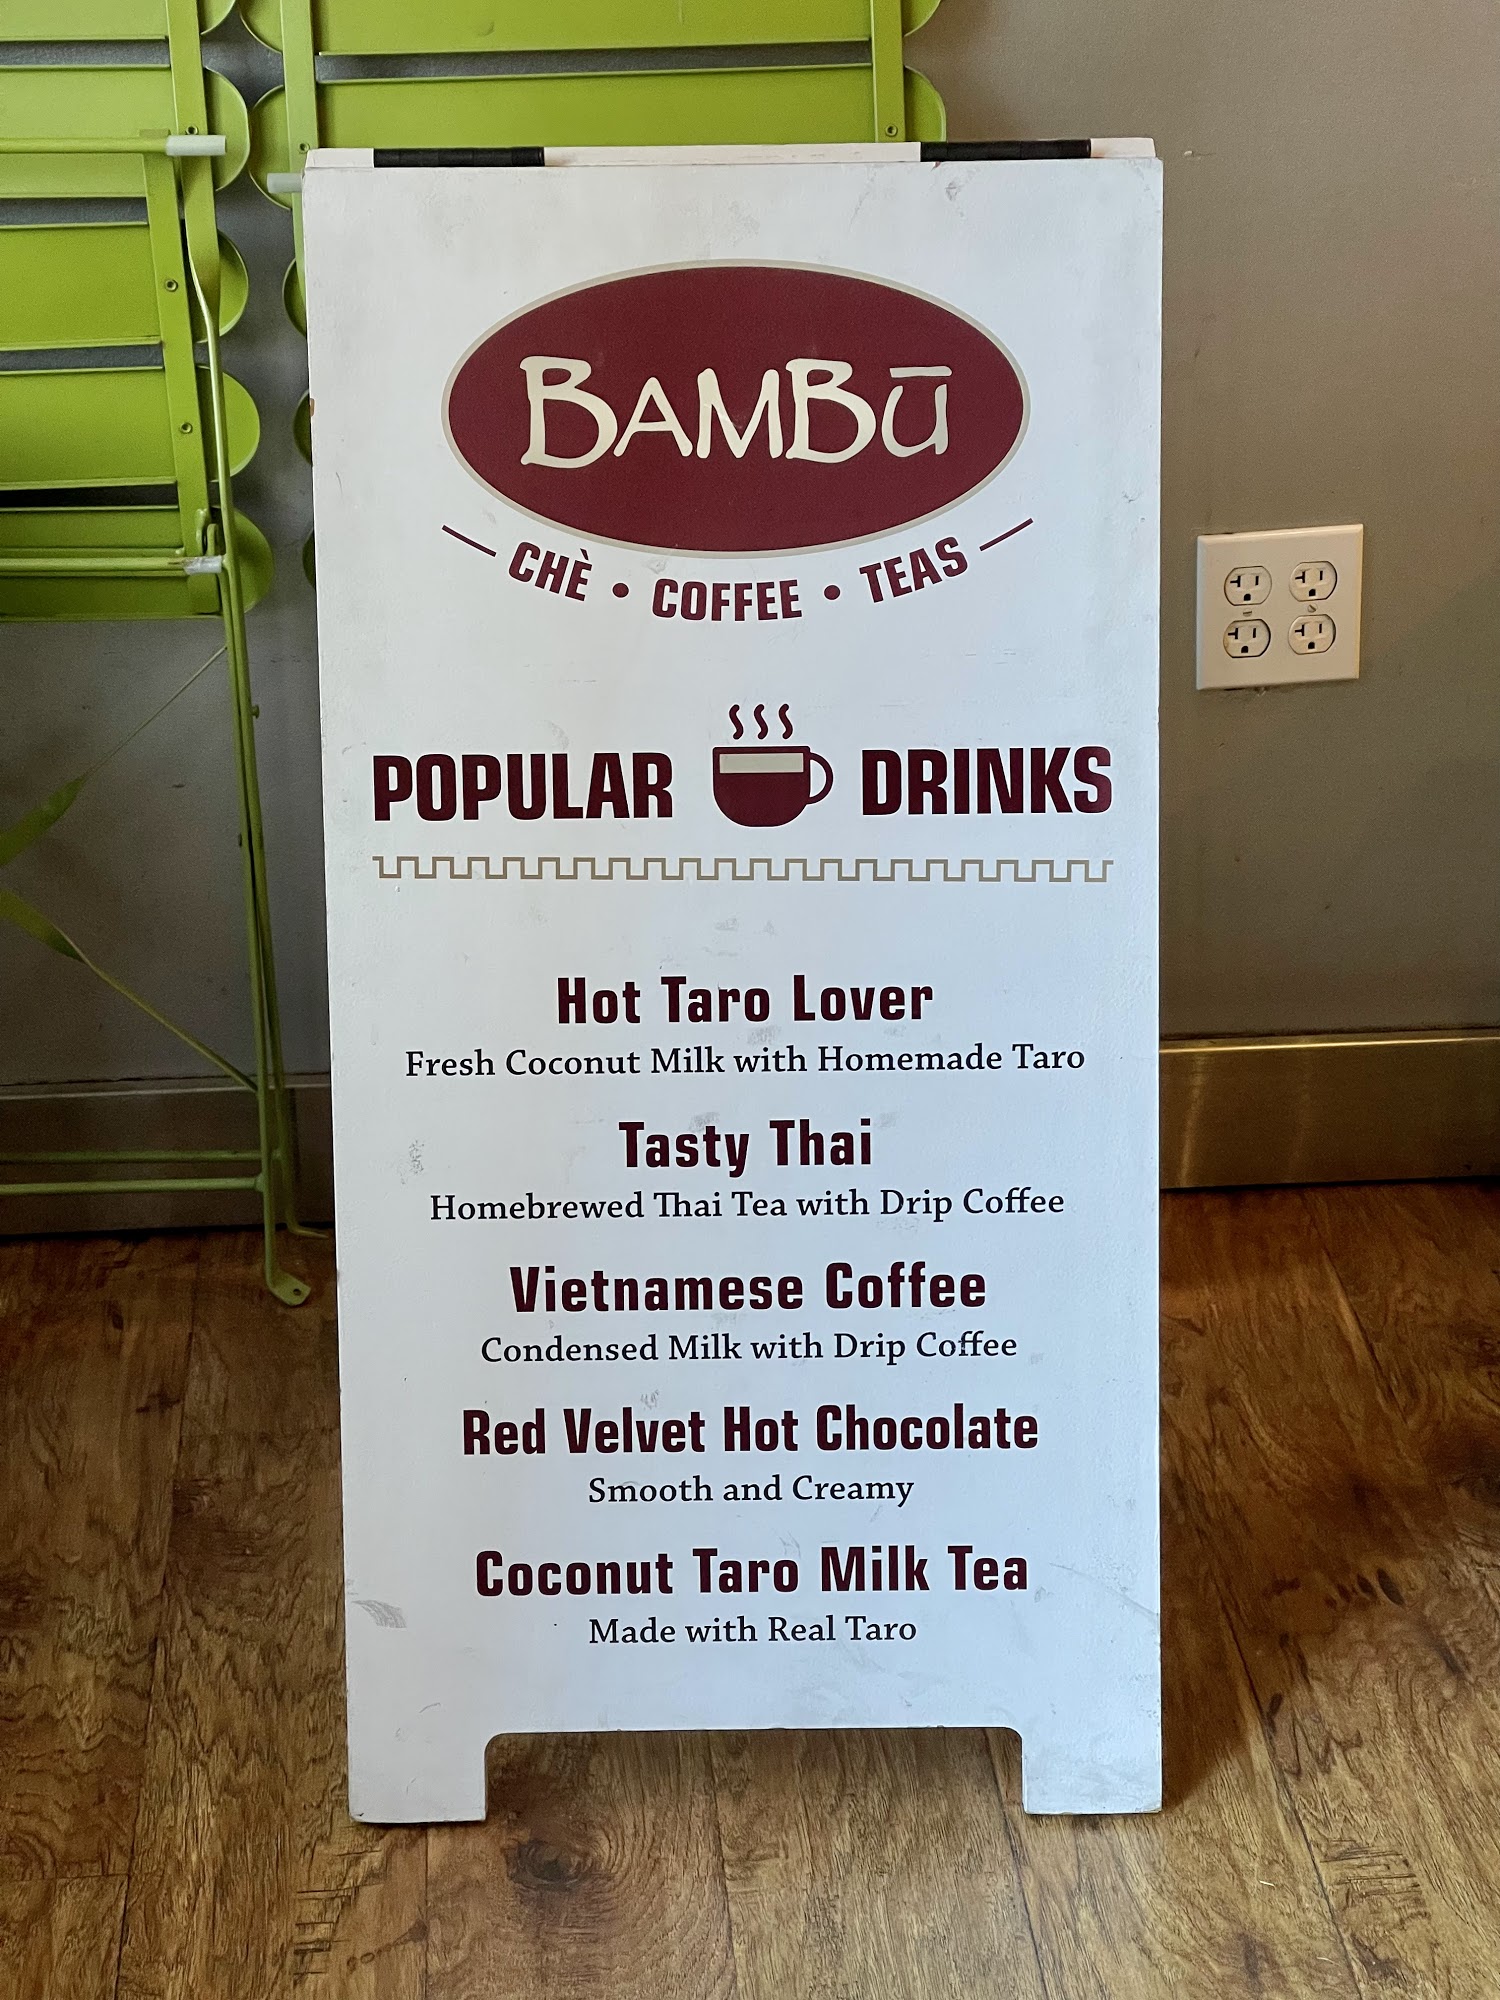 BAMBŪ
CHÈ • COFFEE • TEAS
POPULAR DRINKS
Hot Taro Lover
Fresh Coconut Milk with Homemade Taro
Tasty Thai
Homebrewed Thai Tea with Drip Coffee
Vietnamese Coffee
Condensed Milk with Drip Coffee
Red Velvet Hot Chocolate
Smooth and Creamy
Coconut Taro Milk Tea
Made with Real Taro